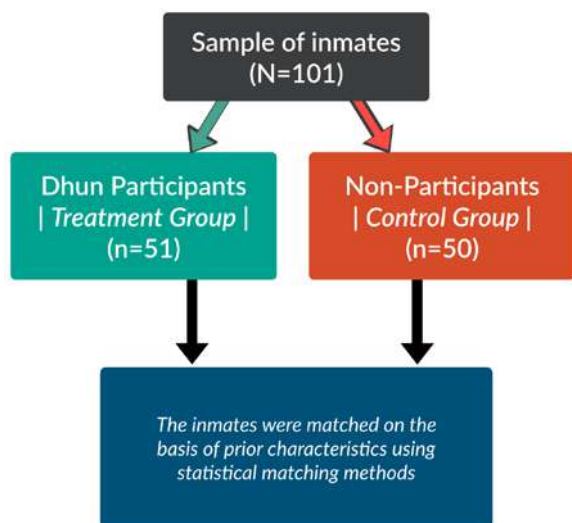 Sample of inmates
(N=101)
Dhun Participants
| Treatment Group |
(n=51)
Non-Participants
| Control Group |
(n=50)
The inmates were matched on the
basis of prior characteristics using
statistical matching methods